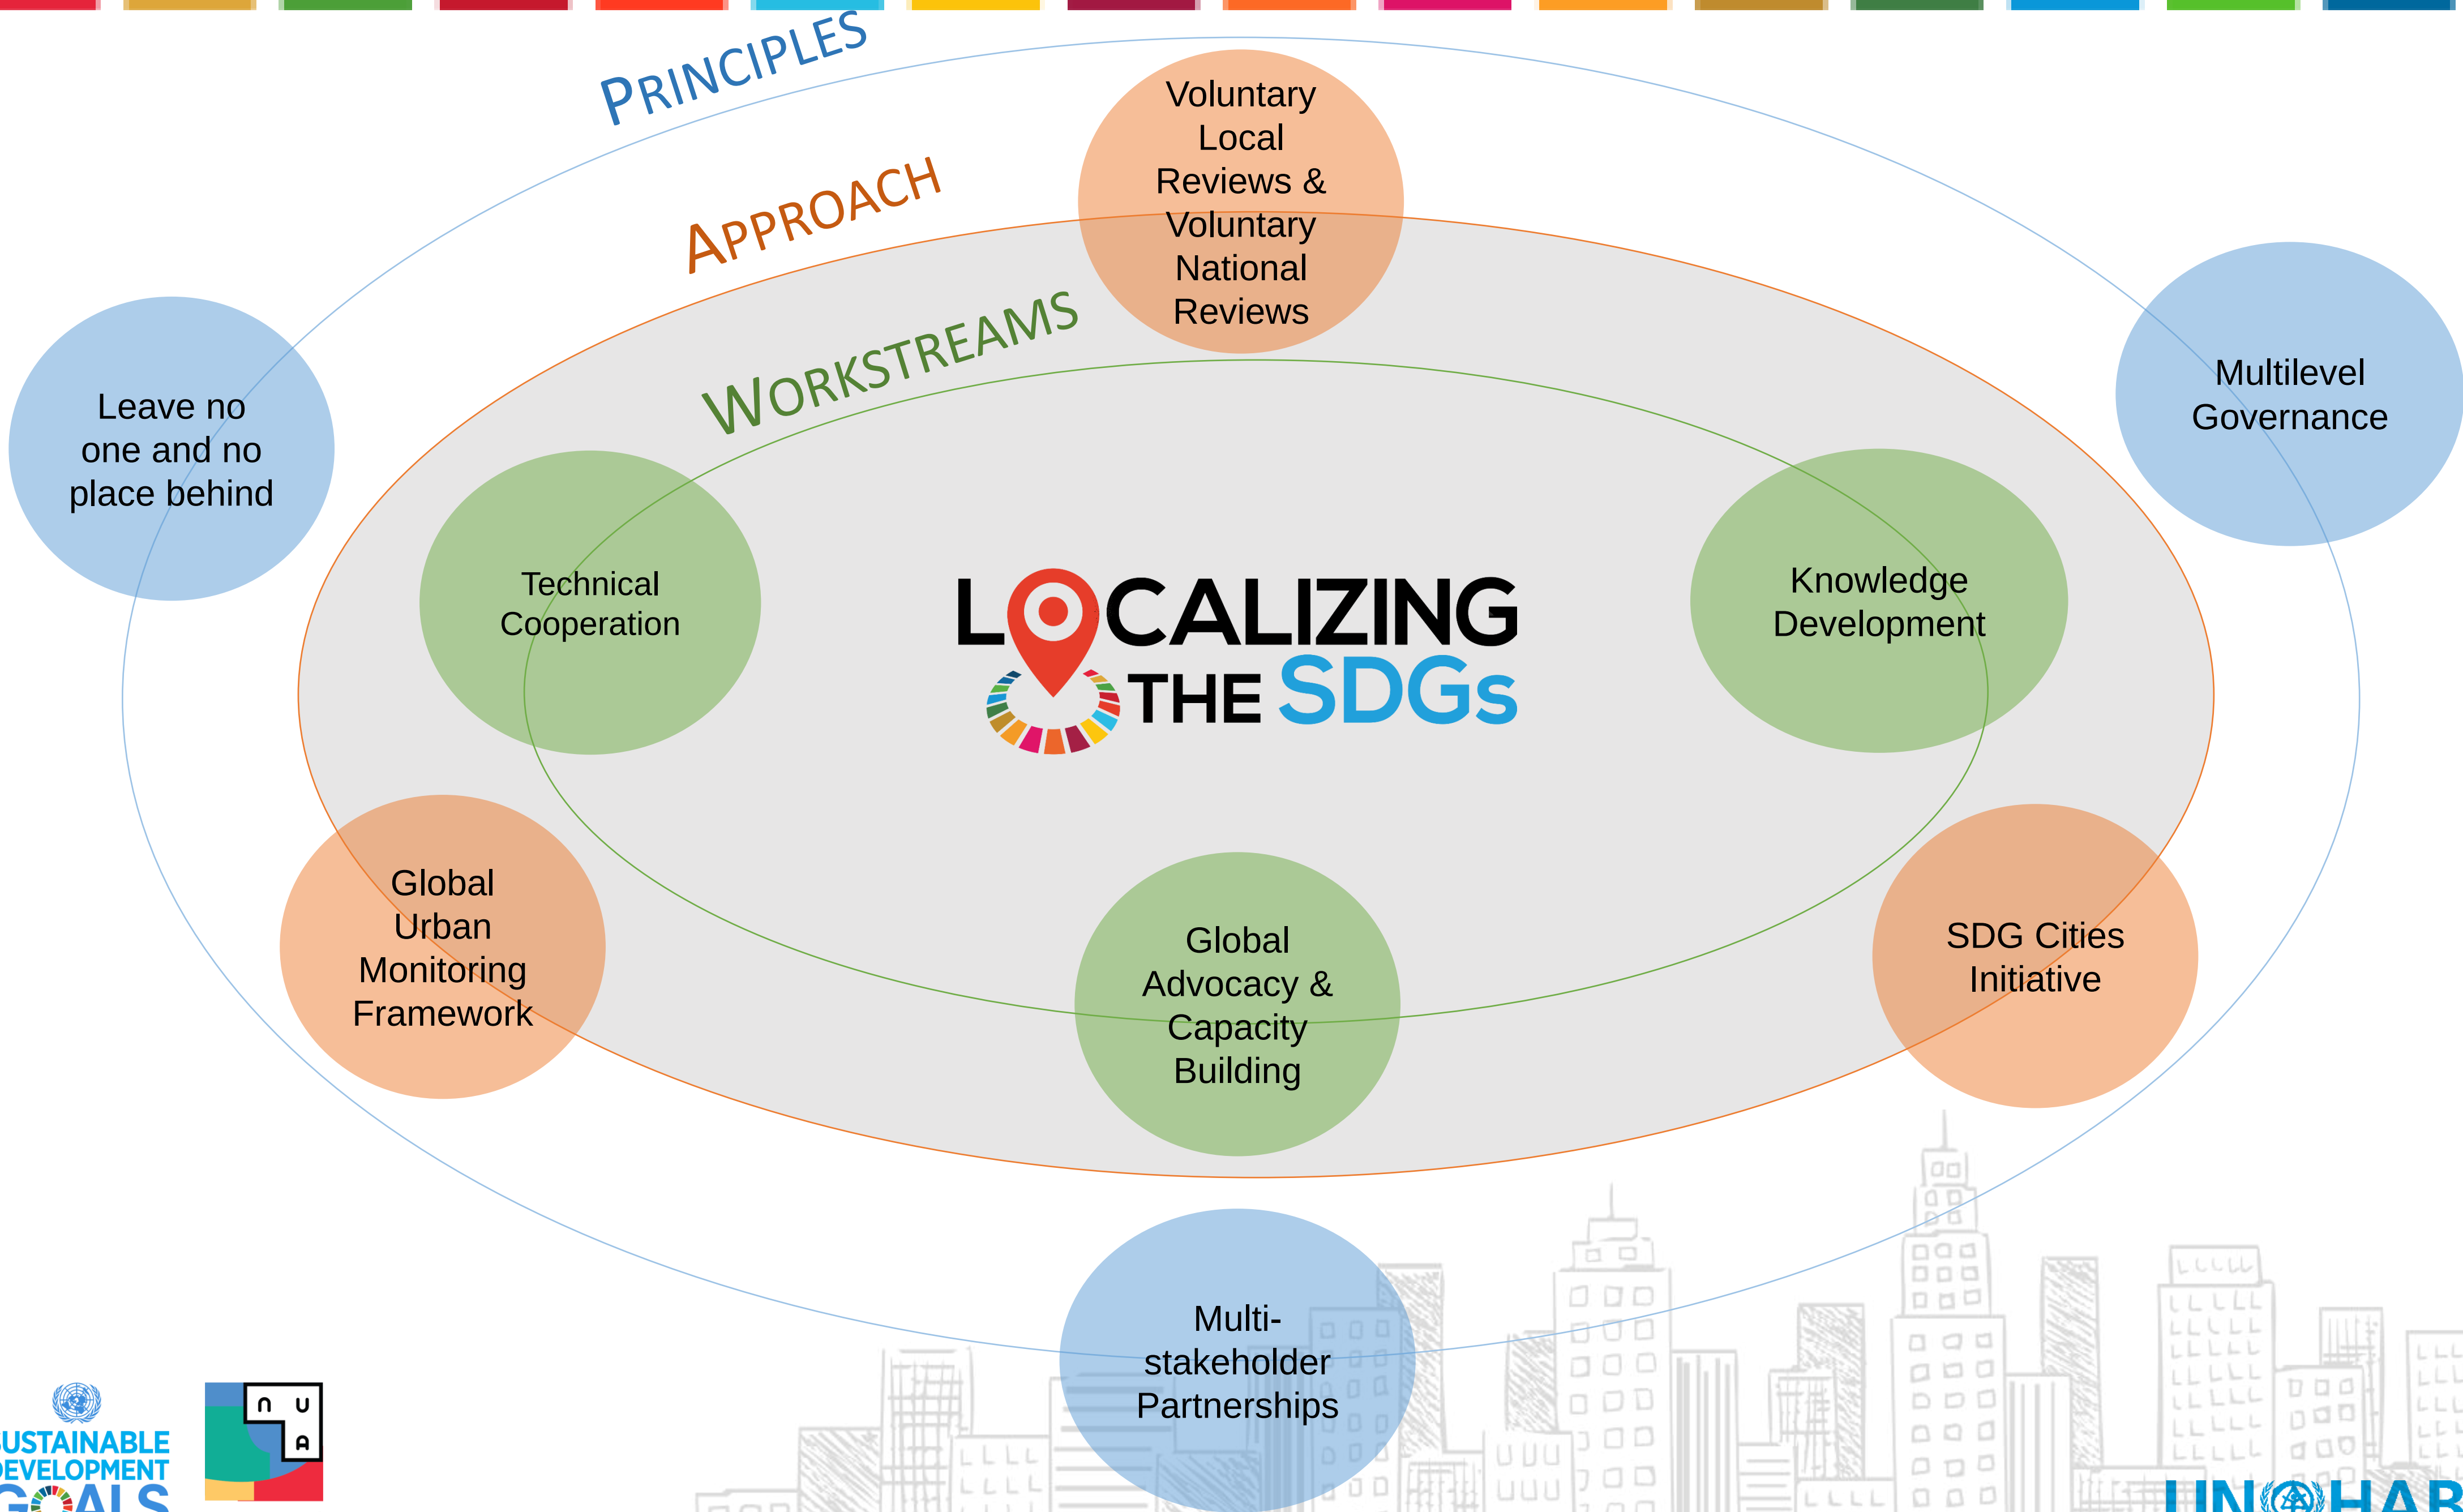 PRINCIPLES
APPROACH
WORKSTREAMS
Voluntary
Local
Reviews &
Voluntary
National
Reviews
Leave no
one and no
place behind
Multilevel
Governance
Technical
Cooperation
Knowledge
Development
LOCALIZING
THE SDGs
Global
Urban
Monitoring
Framework
Global
Advocacy &
Capacity
Building
SDG Cities
Initiative
Multi-
stakeholder
Partnerships
SUSTAINABLE
DEVELOPMENT
GOALS
N U
A
UN HAB